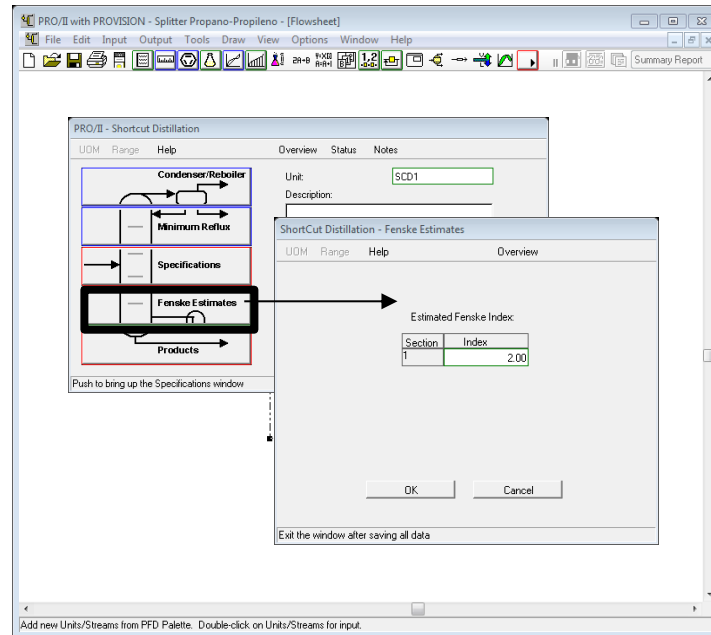 PRO/II with PROVISION - Splitter Propano-Propileno - [Flowsheet]
File Edit Input Output Tools Draw View Options Window Help
Summary Report
PRO/II - Shortcut Distillation
UOM Range Help Overview Status Notes
Condenser/Reboiler
Unit: SCD1
Description:
Minimum Reflux
Specifications
Fenske Estimates
Products
Push to bring up the Specifications window
ShortCut Distillation - Fenske Estimates
UOM Range Help Overview
Estimated Fenske Index:
Section Index
1 2.00
OK Cancel
Exit the window after saving all data
Add new Units/Streams from PFD Palette. Double-click on Units/Streams for input.